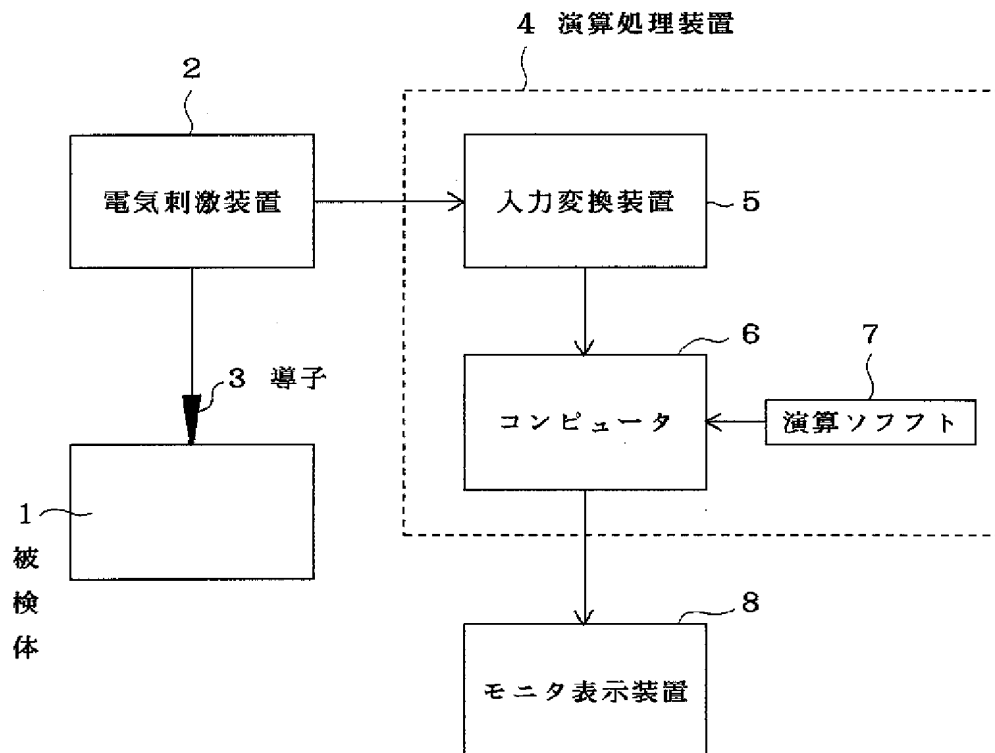 4 演算処理装置
2
電気刺激装置
入力変換装置
5
3 導子
6
7
コンピュータ
演算ソフフト
1
被
検
体
8
モニタ表示装置